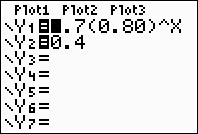 Plot1 Plot2 Plot3
\Y1=█.7(0.80)^X
\Y2=0.4
\Y3=
\Y4=
\Y5=
\Y6=
\Y7=